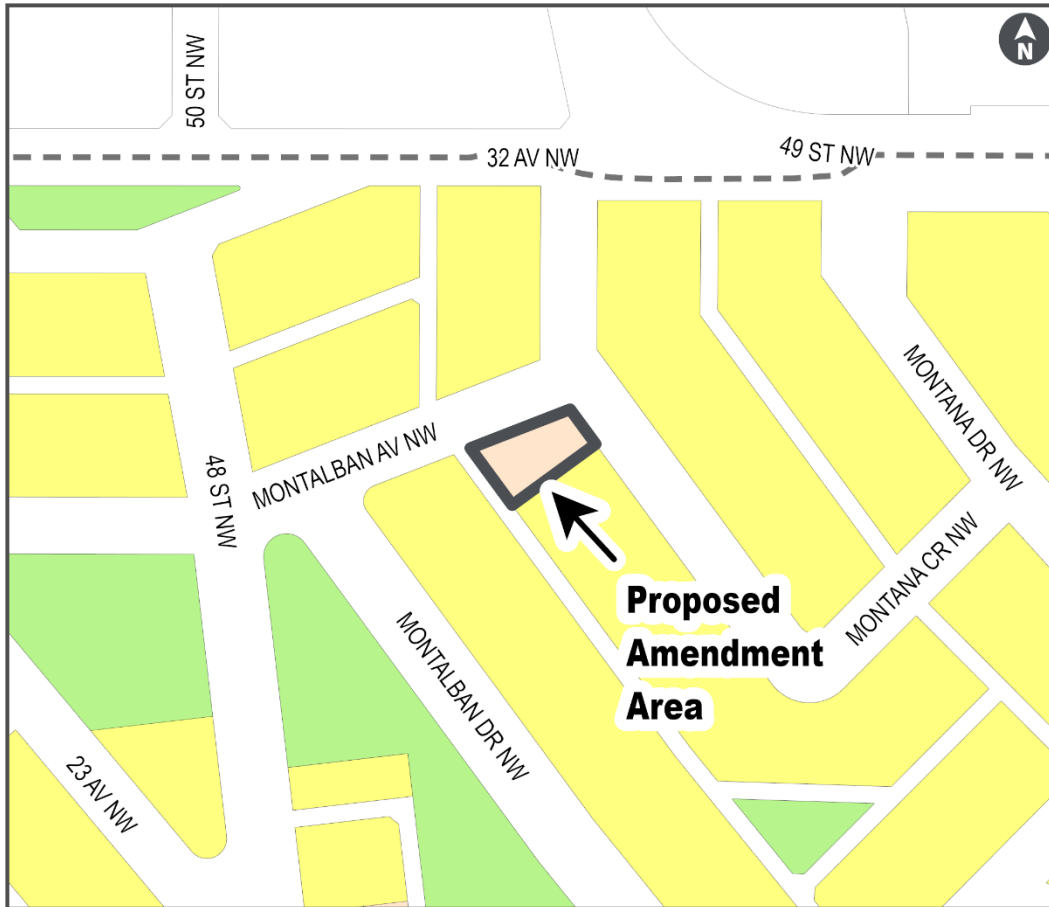 N
50 ST NW
32 AV NW
49 ST NW
MONTANA DR NW
MONTALBAN AV NW
48 ST NW
MONTANA CR NW
Proposed
Amendment
Area
MONTALBAN DR NW
23 AV NW